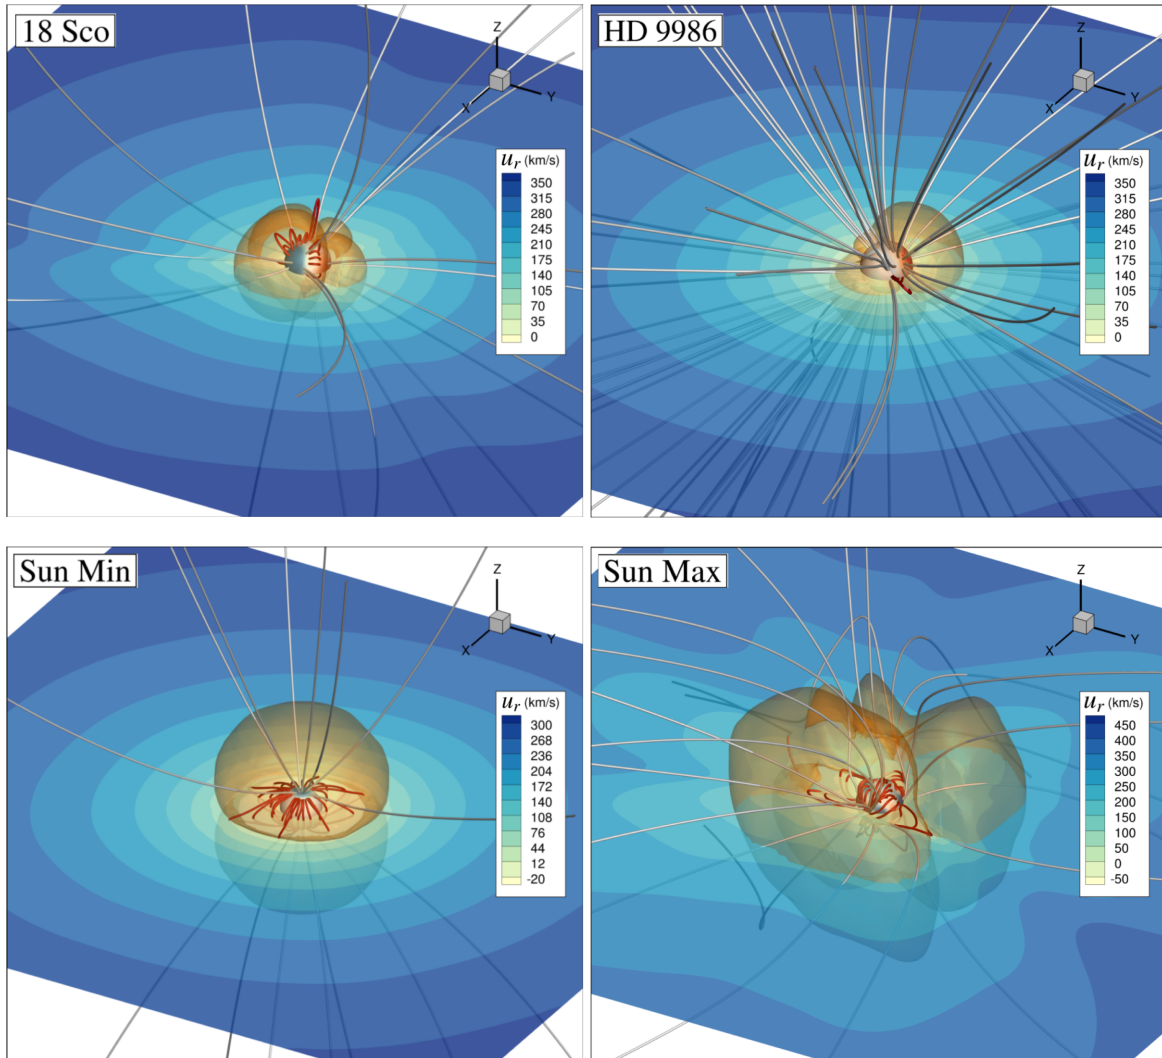 18 Sco
Z
X
Y
u_r (km/s)
350
315
280
245
210
175
140
105
70
35
0
HD 9986
Z
X
Y
u_r (km/s)
350
315
280
245
210
175
140
105
70
35
0
Sun Min
Z
X
Y
u_r (km/s)
300
268
236
204
172
140
108
76
44
12
-20
Sun Max
Z
X
Y
u_r (km/s)
450
400
350
300
250
200
150
100
50
0
-50